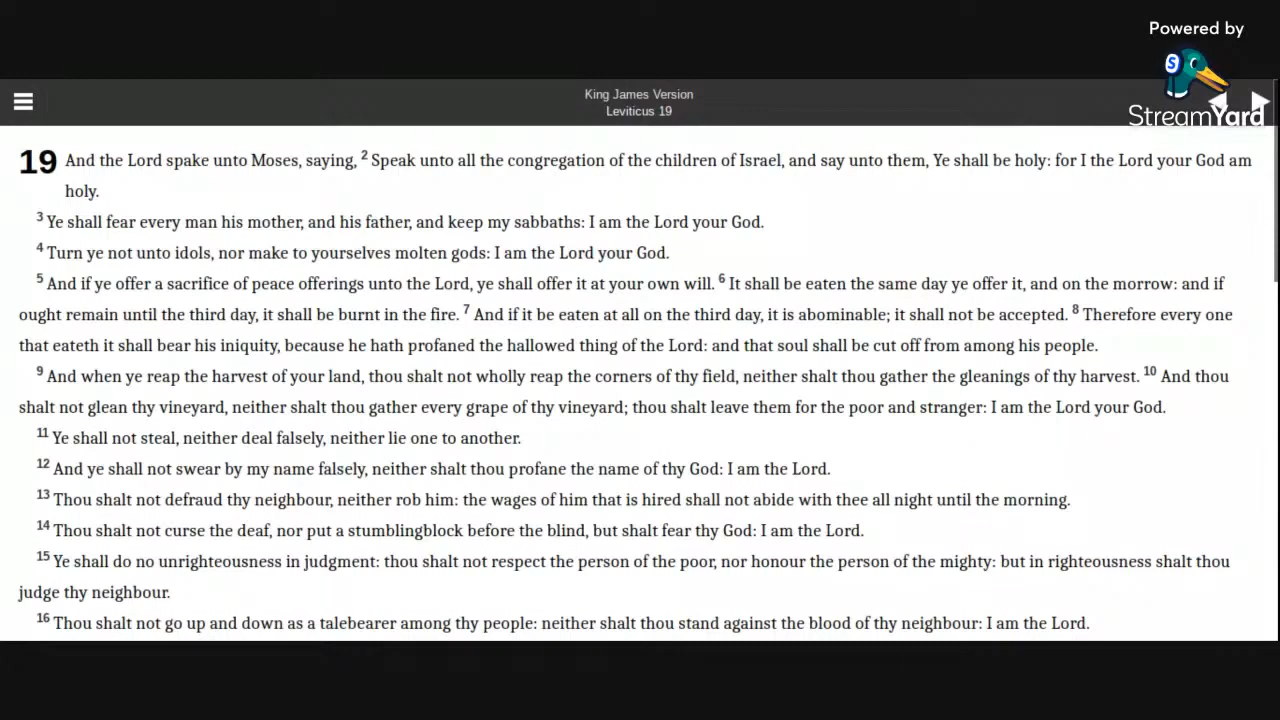 Powered by
S
StreamYard
King James Version
Leviticus 19
19 And the Lord spake unto Moses, saying, 2 Speak unto all the congregation of the children of Israel, and say unto them, Ye shall be holy: for I the Lord your God am
holy.
3 Ye shall fear every man his mother, and his father, and keep my sabbaths: I am the Lord your God.
4 Turn ye not unto idols, nor make to yourselves molten gods: I am the Lord your God.
5 And if ye offer a sacrifice of peace offerings unto the Lord, ye shall offer it at your own will. 6 It shall be eaten the same day ye offer it, and on the morrow: and if
ought remain until the third day, it shall be burnt in the fire. 7 And if it be eaten at all on the third day, it is abominable; it shall not be accepted. 8 Therefore every one
that eateth it shall bear his iniquity, because he hath profaned the hallowed thing of the Lord: and that soul shall be cut off from among his people.
9 And when ye reap the harvest of your land, thou shalt not wholly reap the corners of thy field, neither shalt thou gather the gleanings of thy harvest. 10 And thou
shalt not glean thy vineyard, neither shalt thou gather every grape of thy vineyard; thou shalt leave them for the poor and stranger: I am the Lord your God.
11 Ye shall not steal, neither deal falsely, neither lie one to another.
12 And ye shall not swear by my name falsely, neither shalt thou profane the name of thy God: I am the Lord.
13 Thou shalt not defraud thy neighbour, neither rob him: the wages of him that is hired shall not abide with thee all night until the morning.
14 Thou shalt not curse the deaf, nor put a stumblingblock before the blind, but shalt fear thy God: I am the Lord.
15 Ye shall do no unrighteousness in judgment: thou shalt not respect the person of the poor, nor honour the person of the mighty: but in righteousness shalt thou
judge thy neighbour.
16 Thou shalt not go up and down as a talebearer among thy people: neither shalt thou stand against the blood of thy neighbour: I am the Lord.